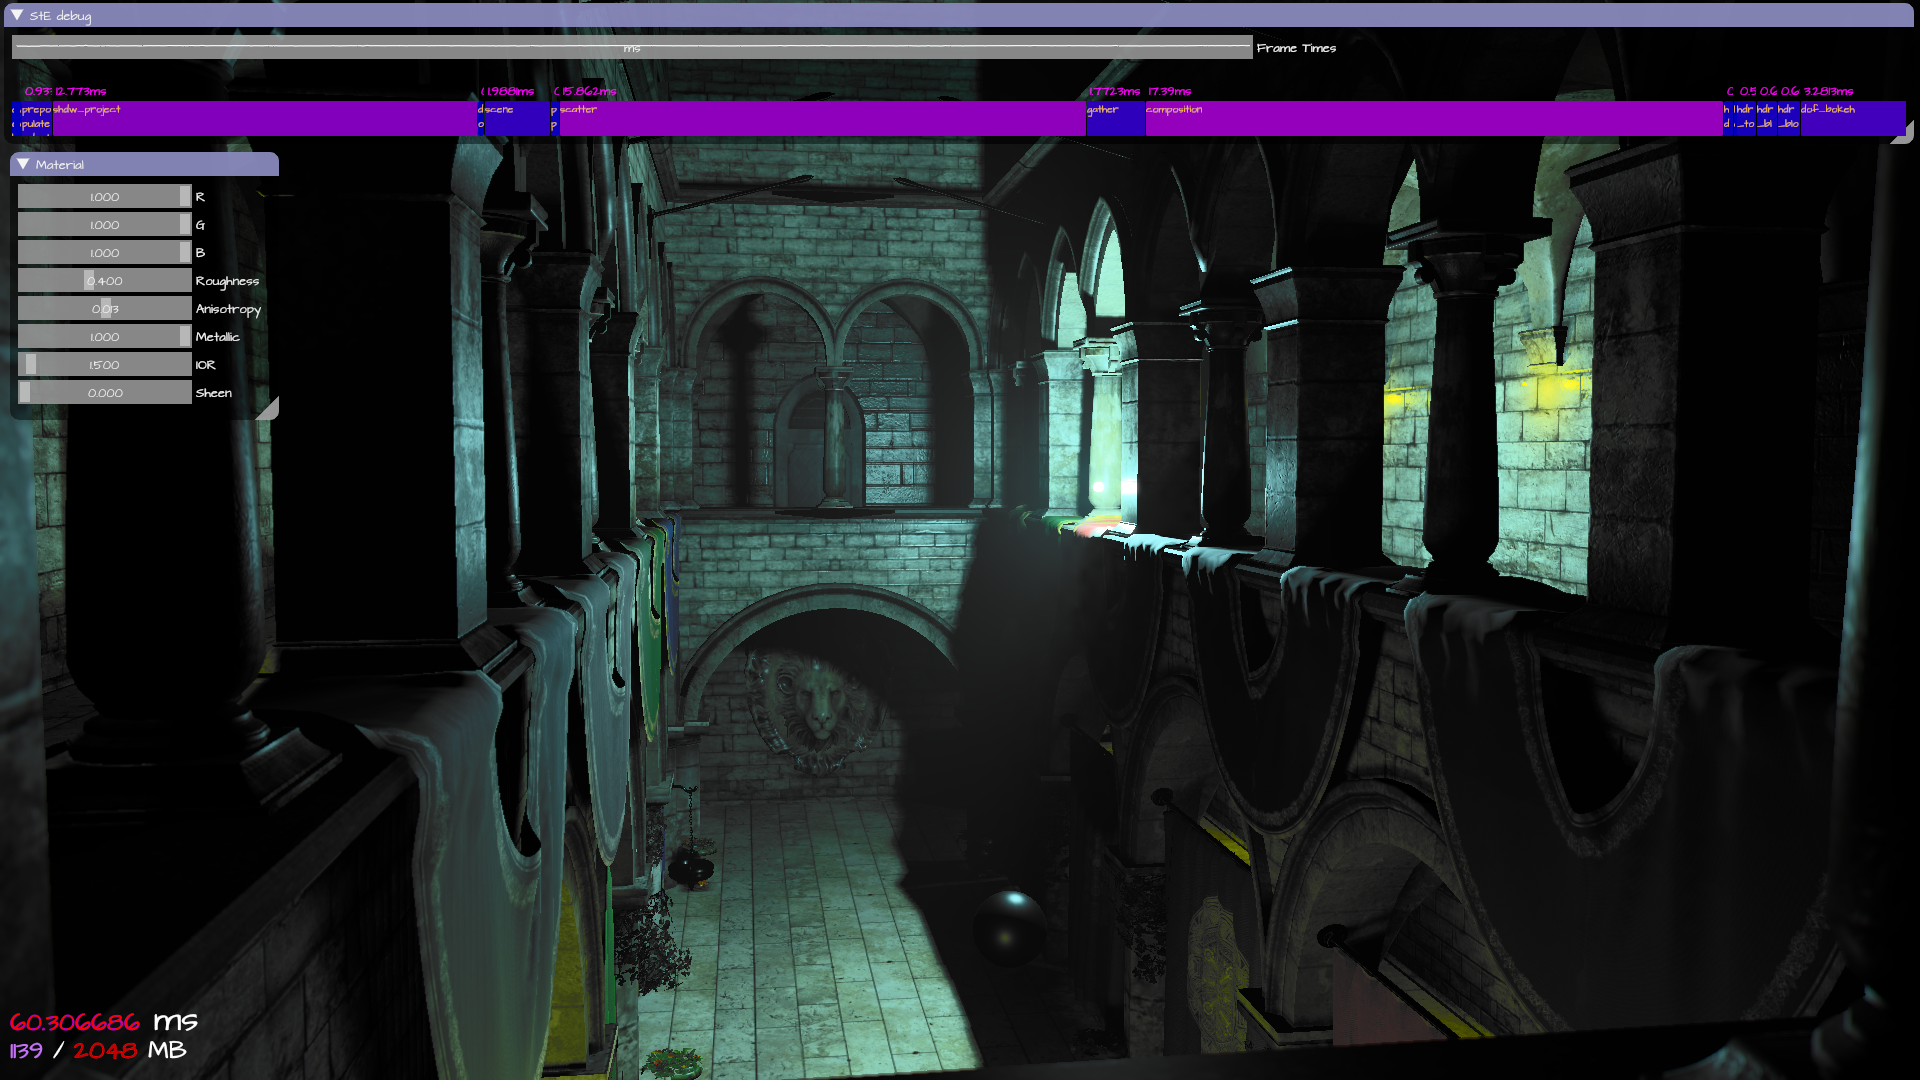 StE debug
ms Frame Times
0.93 12.773ms 1.988ms 15.862ms 1.7723ms 17.39ms 0.5 0.6 0.6 3.2813ms
prepo shdw_project scene scatter gather composition hdr hdr hdr dof_bokeh
pulate _to _bl _blo
Material
1.000 R
1.000 G
1.000 B
0.400 Roughness
0.013 Anisotropy
1.000 Metallic
1.500 IOR
0.000 Sheen
60.306686 ms
1139 / 2048 MB